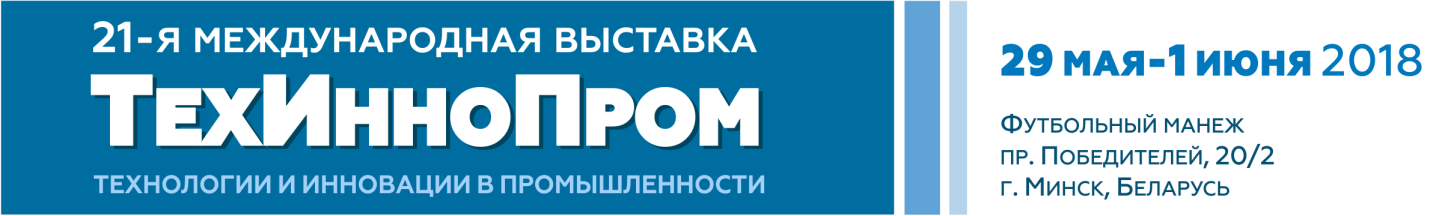 21-я международная выставка
ТехИнноПром
технологии и инновации в промышленности
29 мая-1 июня 2018
Футбольный манеж
пр. Победителей, 20/2
г. Минск, Беларусь